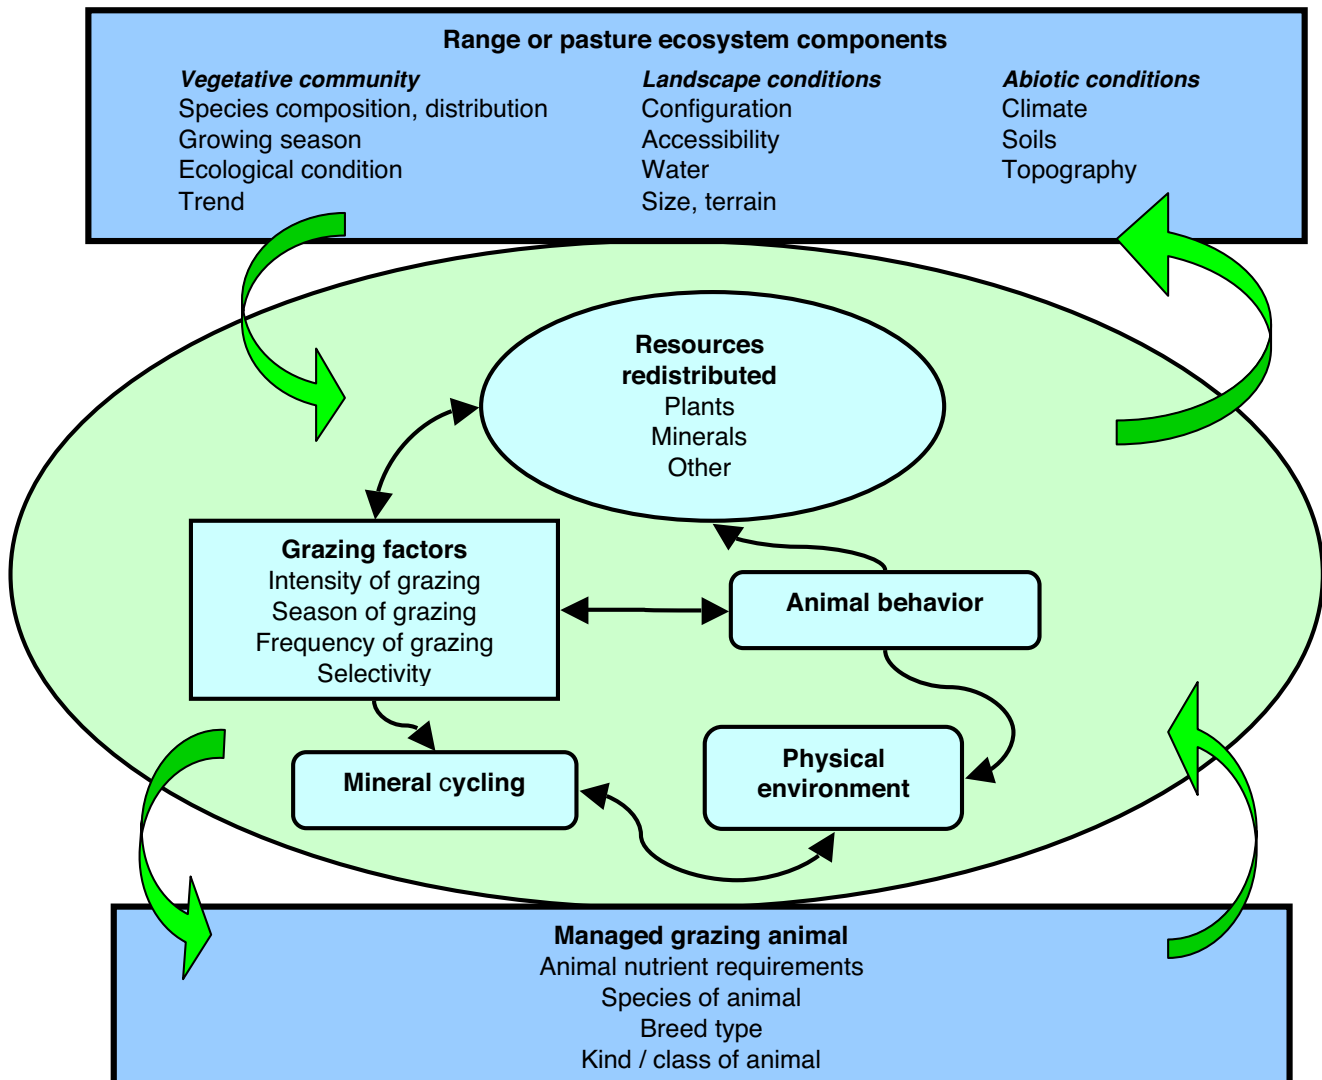 Range or pasture ecosystem components
Vegetative community
Species composition, distribution
Growing season
Ecological condition
Trend
Landscape conditions
Configuration
Accessibility
Water
Size, terrain
Abiotic conditions
Climate
Soils
Topography
Resources
redistributed
Plants
Minerals
Other
Grazing factors
Intensity of grazing
Season of grazing
Frequency of grazing
Selectivity
Animal behavior
Mineral cycling
Physical
environment
Managed grazing animal
Animal nutrient requirements
Species of animal
Breed type
Kind / class of animal